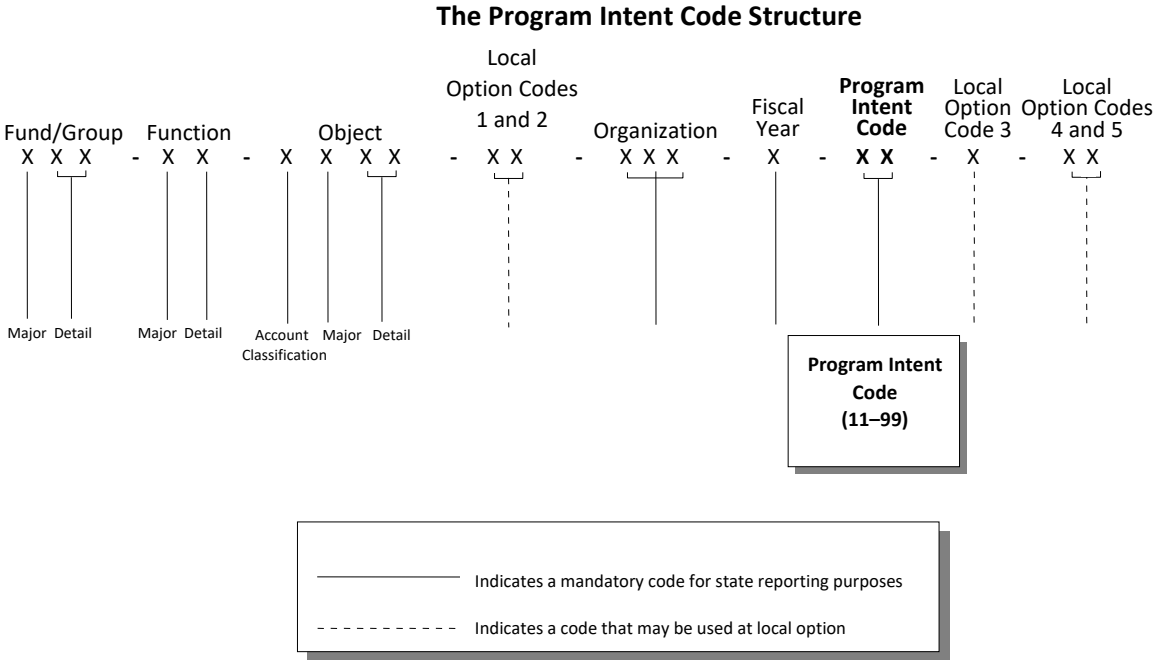 The Program Intent Code Structure
Local
Option Codes
1 and 2
Program
Intent
Code
Local
Option
Code 3
Local
Option Codes
4 and 5
Fiscal
Year
Fund/Group
Function
Object
Organization
X X X - X X - X X X X - X X - X X X - X - X X - X - X X
Major Detail
Major Detail
Account
Classification
Major
Detail
Program Intent
Code
(11–99)
Indicates a mandatory code for state reporting purposes
Indicates a code that may be used at local option